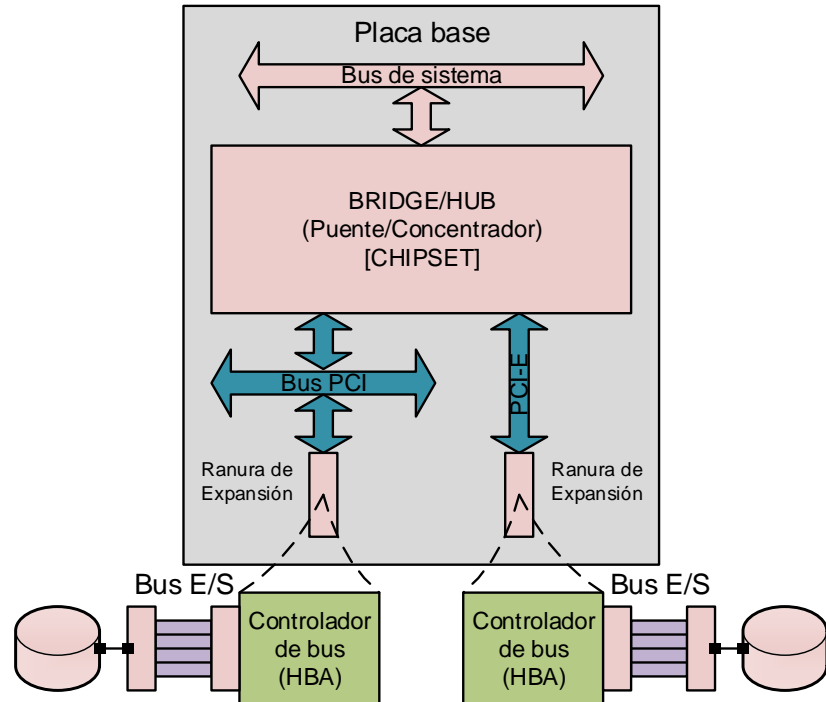 Placa base
Bus de sistema
BRIDGE/HUB
(Puente/Concentrador)
[CHIPSET]
Bus PCI
PCI-E
Ranura de
Expansión
Ranura de
Expansión
Bus E/S
Controlador
de bus
(HBA)
Bus E/S
Controlador
de bus
(HBA)